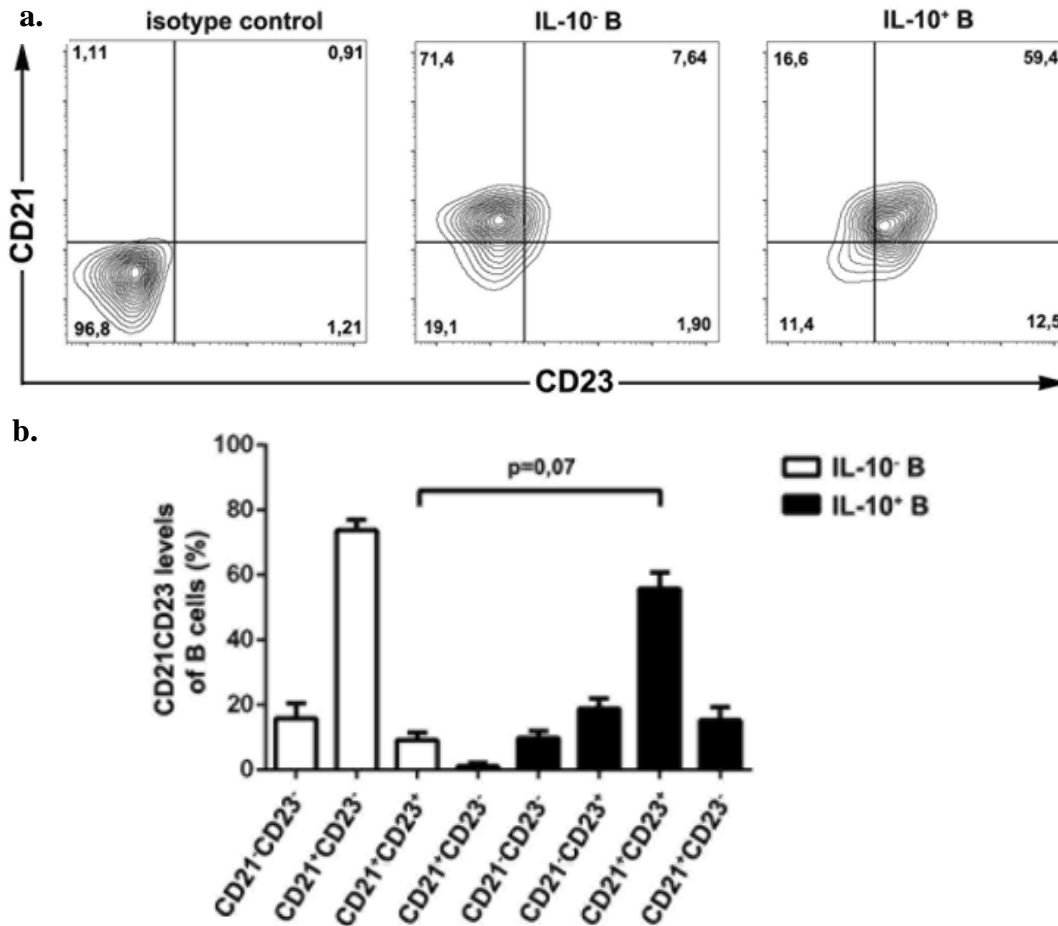 a.
isotype control
IL-10⁻ B
IL-10⁺ B
1,11
0,91
71,4
7,64
16,6
59,4
CD21
96,8
1,21
19,1
1,90
11,4
12,5
CD23
b.
CD21CD23 levels
of B cells (%)
100
80
60
40
20
0
p=0,07
IL-10⁻ B
IL-10⁺ B
CD21⁻CD23⁻
CD21⁺CD23⁻
CD21⁺CD23⁺
CD21⁺CD23⁻
CD21⁻CD23⁻
CD21⁻CD23⁺
CD21⁺CD23⁺
CD21⁺CD23⁻